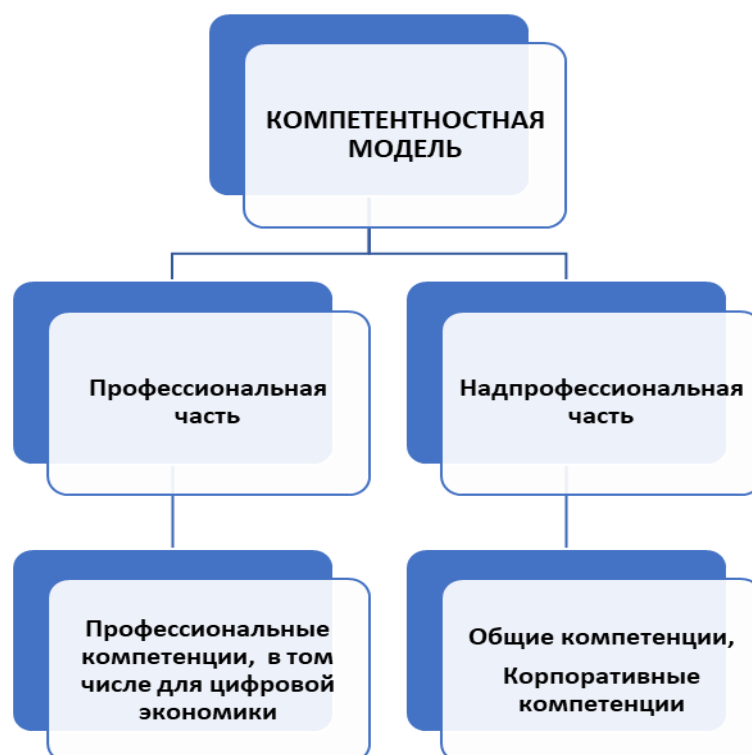 КОМПЕТЕНТНОСТНАЯ
МОДЕЛЬ
Профессиональная
часть
Надпрофессиональная
часть
Профессиональные
компетенции, в том
числе для цифровой
экономики
Общие компетенции,
Корпоративные
компетенции